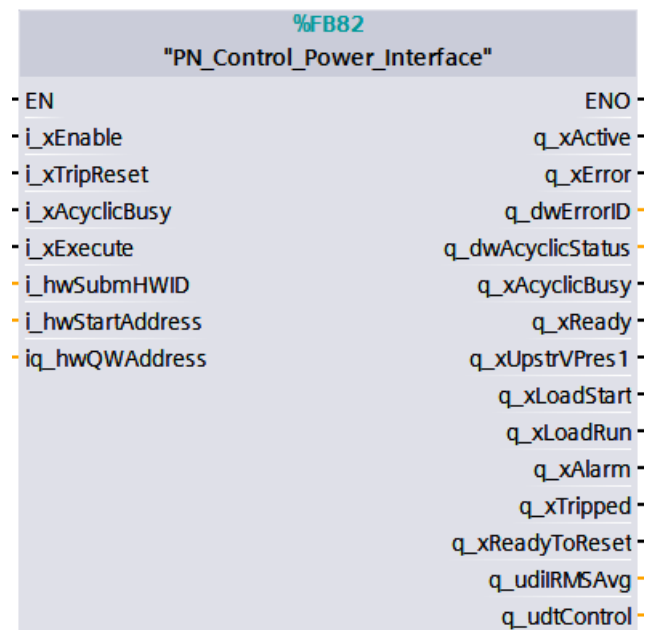 %FB82
"PN_Control_Power_Interface"
EN ENO
i_xEnable q_xActive
i_xTripReset q_xError
i_xAcyclicBusy q_dwErrorID
i_xExecute q_dwAcyclicStatus
i_hwSubmHWID q_xAcyclicBusy
i_hwStartAddress q_xReady
iq_hwQWAddress q_xUpstrVPres1
q_xLoadStart
q_xLoadRun
q_xAlarm
q_xTripped
q_xReadyToReset
q_udiIRMSAvg
q_udtControl